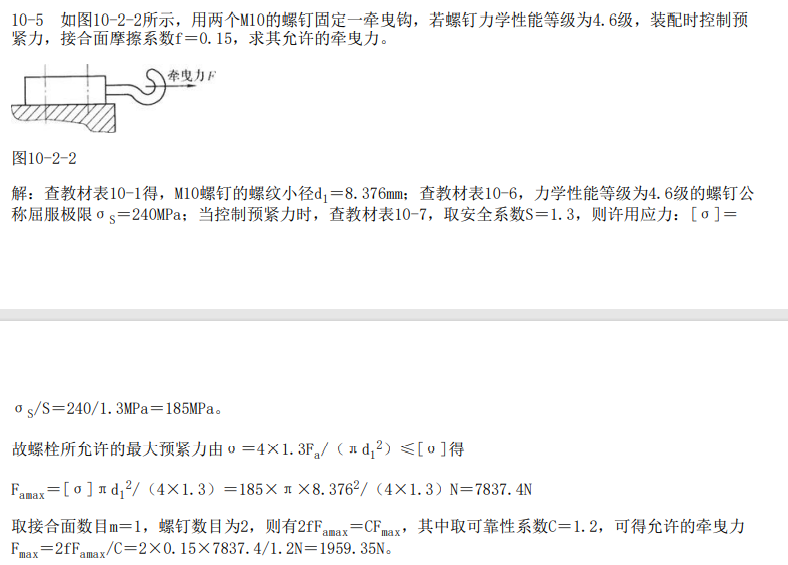 10-5　如图10-2-2所示，用两个M10的螺钉固定一牵曳钩，若螺钉力学性能等级为4.6级，装配时控制预
紧力，接合面摩擦系数f＝0.15，求其允许的牵曳力。
牵曳力F
图10-2-2
解：查教材表10-1得，M10螺钉的螺纹小径d₁＝8.376mm；查教材表10-6，力学性能等级为4.6级的螺钉公
称屈服极限σS＝240MPa；当控制预紧力时，查教材表10-7，取安全系数S＝1.3，则许用应力：[σ]＝
σS/S＝240/1.3MPa＝185MPa。
故螺栓所允许的最大预紧力由υ＝4×1.3Fa/（πd₁²）≤[υ]得
Famax＝[σ]πd₁²/（4×1.3）＝185×π×8.376²/（4×1.3）N＝7837.4N
取接合面数目m＝1，螺钉数目为2，则有2fFamax＝CFmax，其中取可靠性系数C＝1.2，可得允许的牵曳力
Fmax＝2fFamax/C＝2×0.15×7837.4/1.2N＝1959.35N。